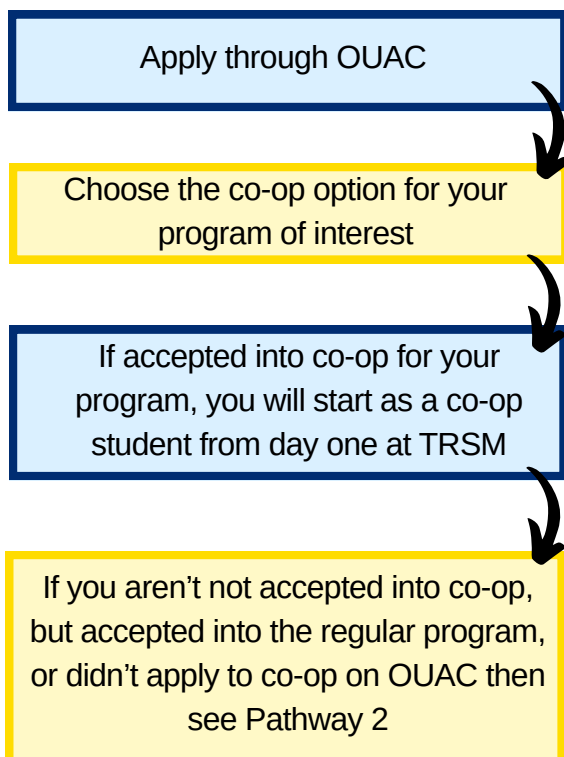 Apply through OUAC
Choose the co-op option for your
program of interest
If accepted into co-op for your
program, you will start as a co-op
student from day one at TRSM
If you aren’t not accepted into co-op,
but accepted into the regular program,
or didn’t apply to co-op on OUAC then
see Pathway 2